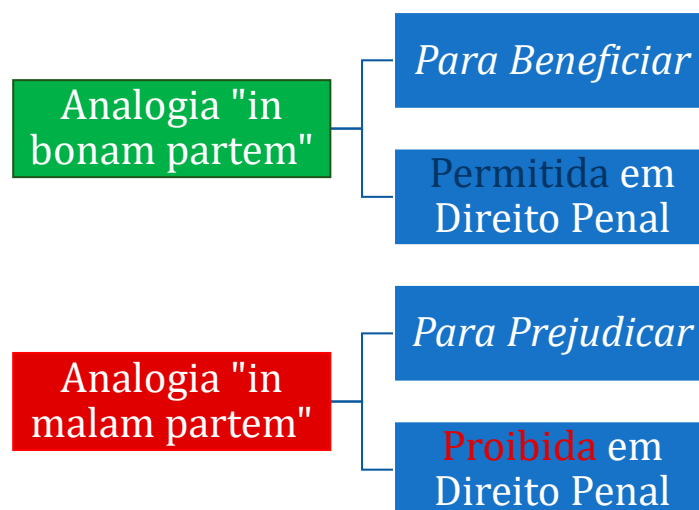 Analogia "in
bonam partem"
Para Beneficiar
Permitida em
Direito Penal
Analogia "in
malam partem"
Para Prejudicar
Proibida em
Direito Penal